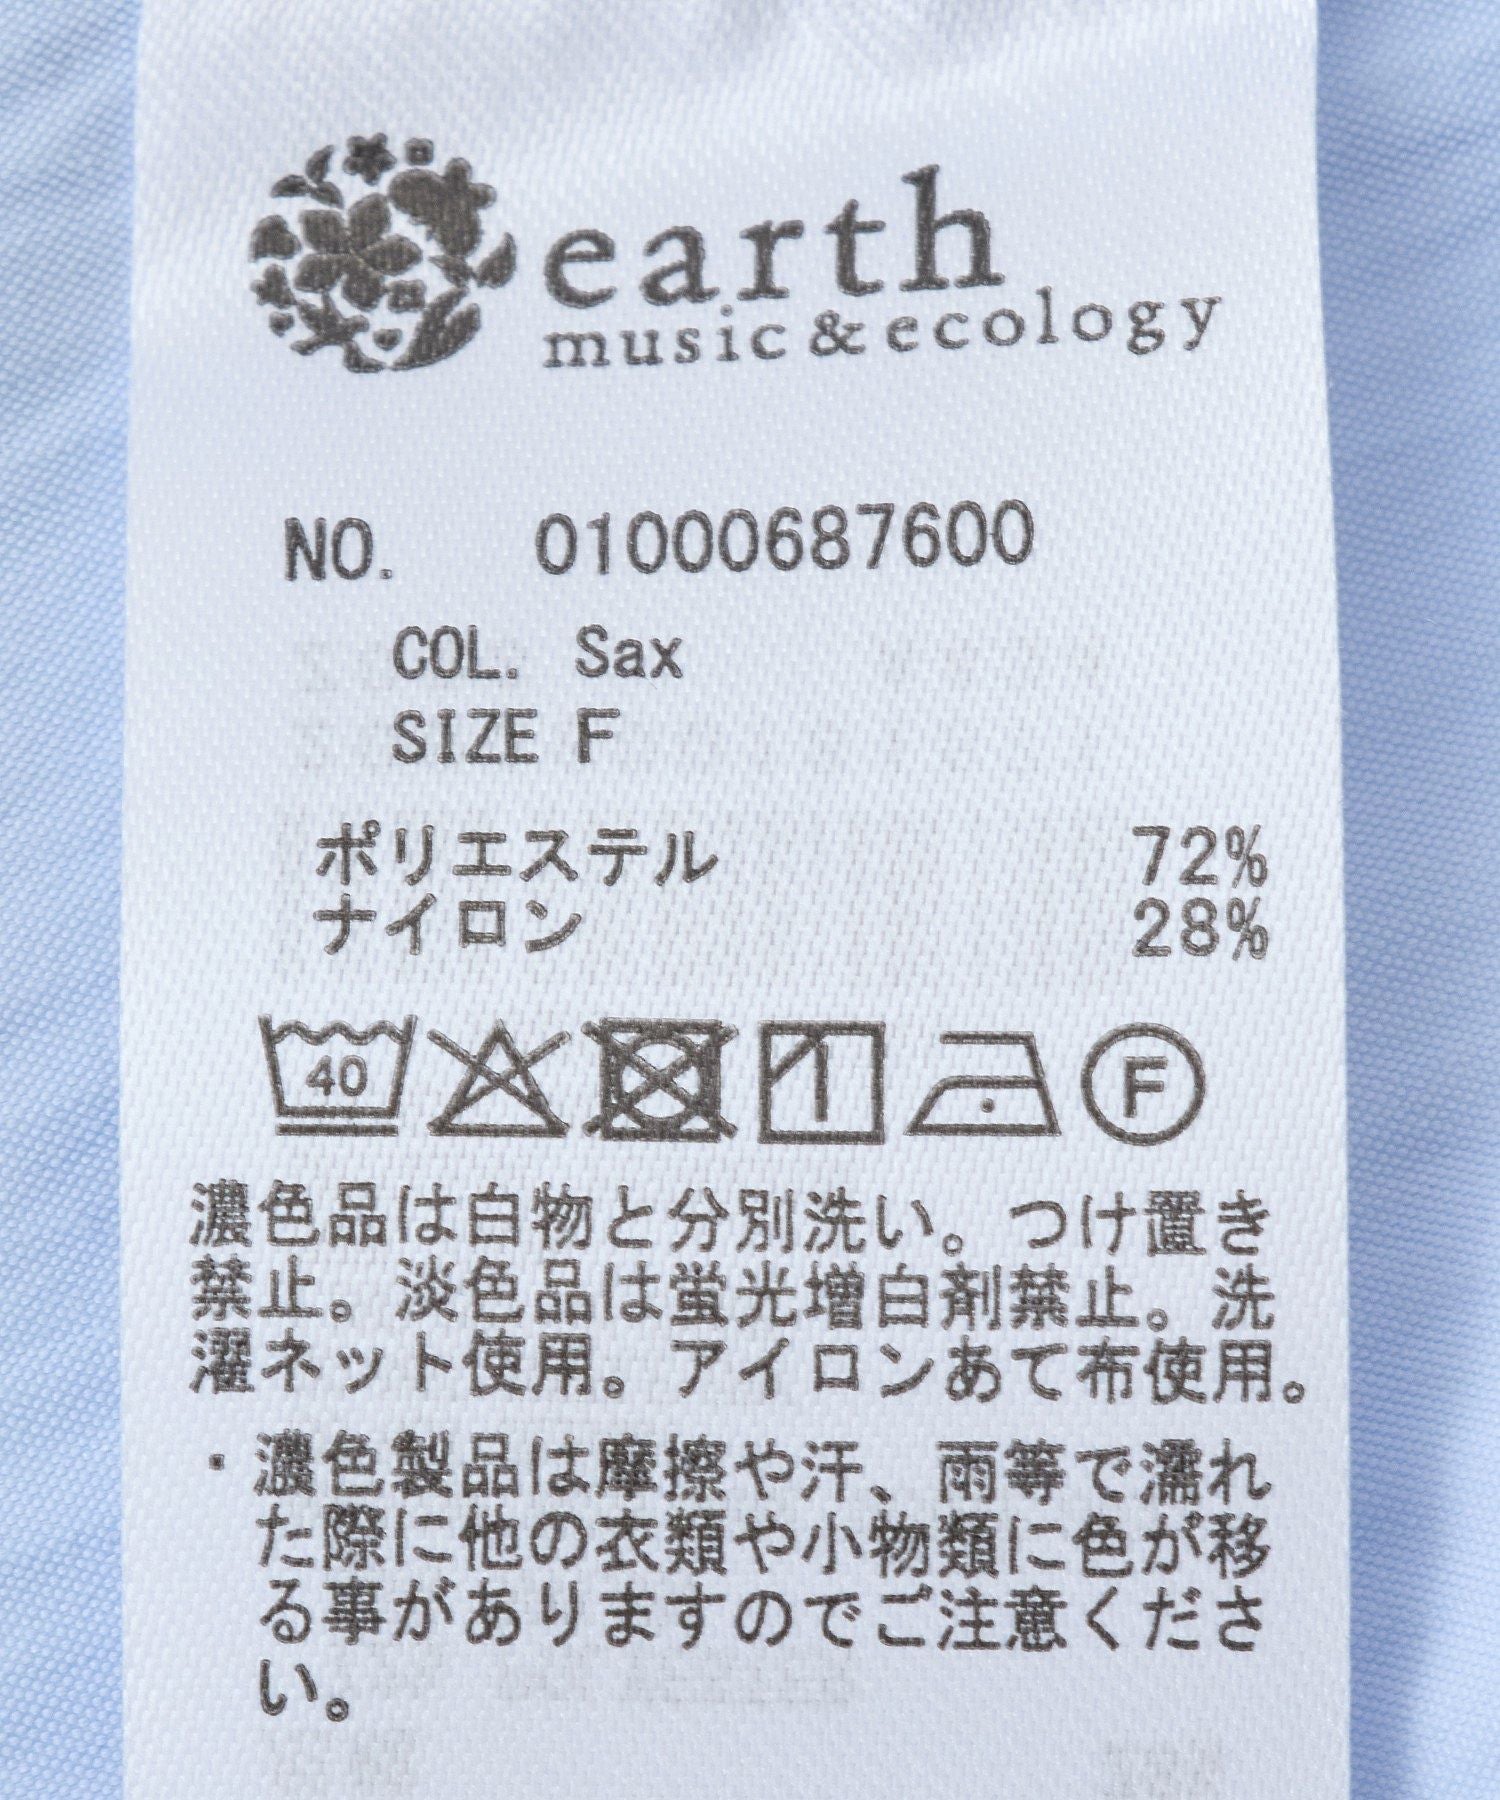 earth
music&ecology
NO. 01000687600
COL. Sax
SIZE F
ポリエステル 72%
ナイロン 28%
40 F
濃色品は白物と分別洗い。つけ置き
禁止。淡色品は蛍光増白剤禁止。洗
濯ネット使用。アイロンあて布使用。
・濃色製品は摩擦や汗、雨等で濡れ
た際に他の衣類や小物類に色が移
る事がありますのでご注意くださ
い。